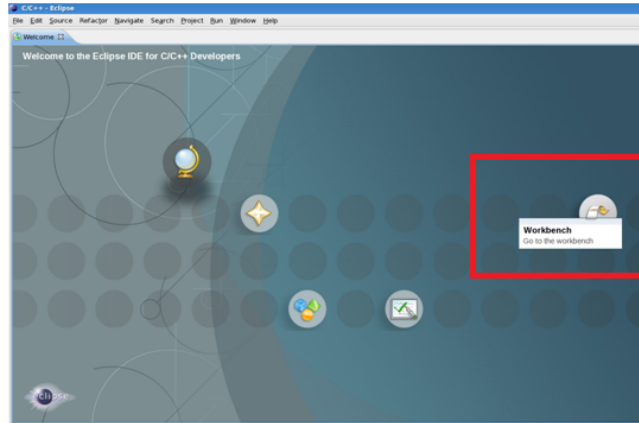 C/C++ - Eclipse
File Edit Source Refactor Navigate Search Project Run Window Help
Welcome
Welcome to the Eclipse IDE for C/C++ Developers
Workbench
Go to the workbench
eclipse